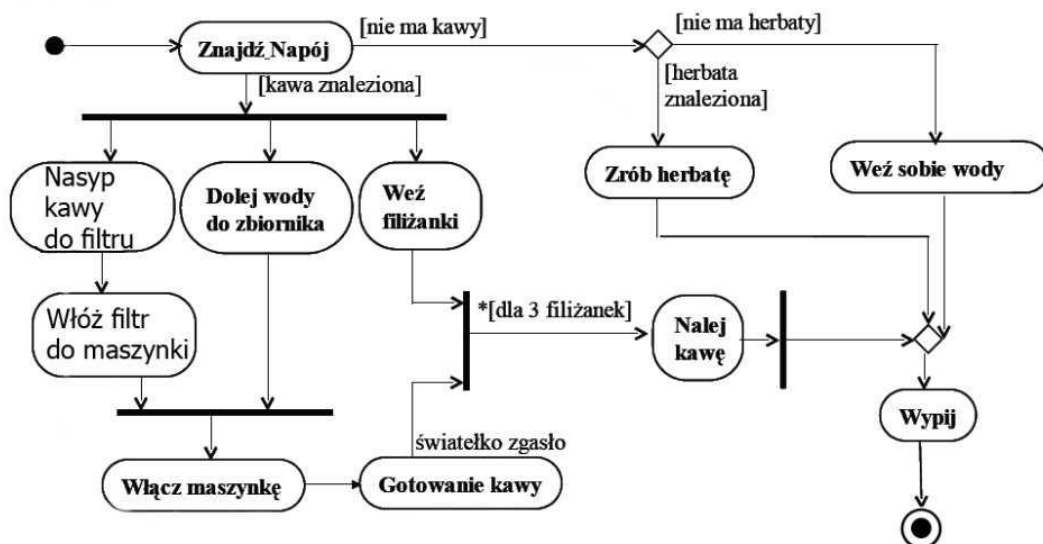 [nie ma kawy]
[nie ma herbaty]
Znajdź_Napój
[kawa znaleziona]
[herbata
znaleziona]
Nasyp
kawy
do filtru
Dolej wody
do zbiornika
Weź
filiżanki
Zrób herbatę
Weź sobie wody
Włóż filtr
do maszynki
*[dla 3 filiżanek]
Nalej
kawę
Wypij
światełko zgasło
Włącz maszynkę
Gotowanie kawy